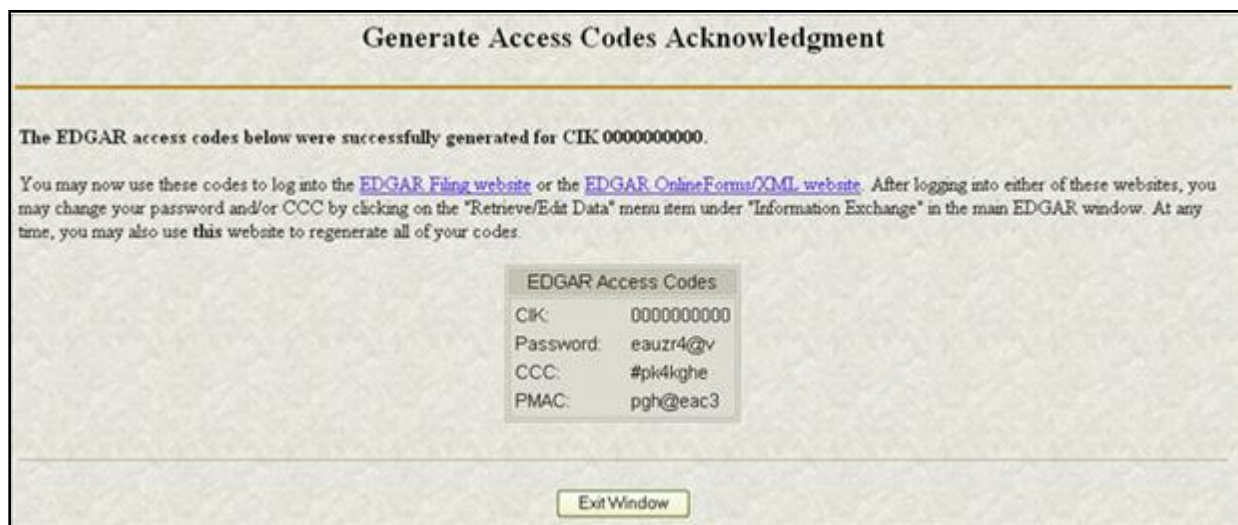 Generate Access Codes Acknowledgment
The EDGAR access codes below were successfully generated for CIK 0000000000.
You may now use these codes to log into the EDGAR Filing website or the EDGAR OnlineForms/XML website. After logging into either of these websites, you
may change your password and/or CCC by clicking on the "Retrieve/Edit Data" menu item under "Information Exchange" in the main EDGAR window. At any
time, you may also use this website to regenerate all of your codes.
EDGAR Access Codes
CIK: 0000000000
Password: eauzr4@v
CCC: #pk4kghe
PMAC: pgh@eac3
Exit Window